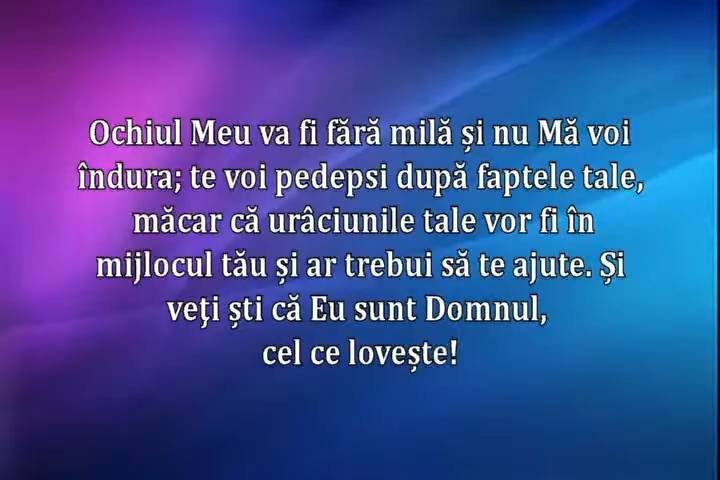 Ochiul Meu va fi fără milă și nu Mă voi
îndura; te voi pedepsi după faptele tale,
măcar că urâciunile tale vor fi în
mijlocul tău și ar trebui să te ajute. Și
veţi ști că Eu sunt Domnul,
cel ce lovește!